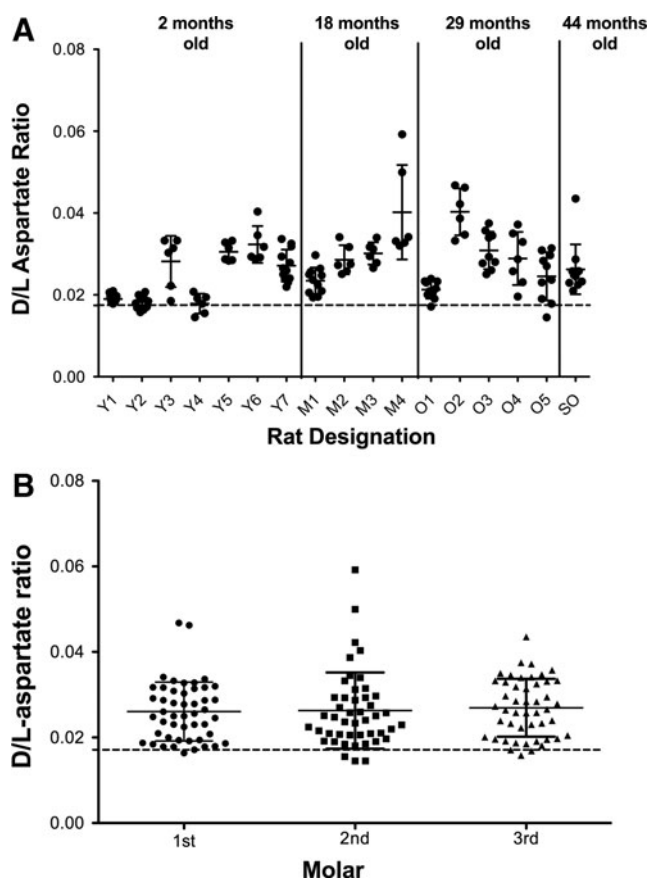 A
2 months
old
18 months
old
29 months
old
44 months
old
D/L Aspartate Ratio
0.08
0.06
0.04
0.02
0.00
Y1 Y2 Y3 Y4 Y5 Y6 Y7 M1 M2 M3 M4 O1 O2 O3 O4 O5 SO
Rat Designation
B
D/L-aspartate ratio
0.08
0.06
0.04
0.02
0.00
1st 2nd 3rd
Molar